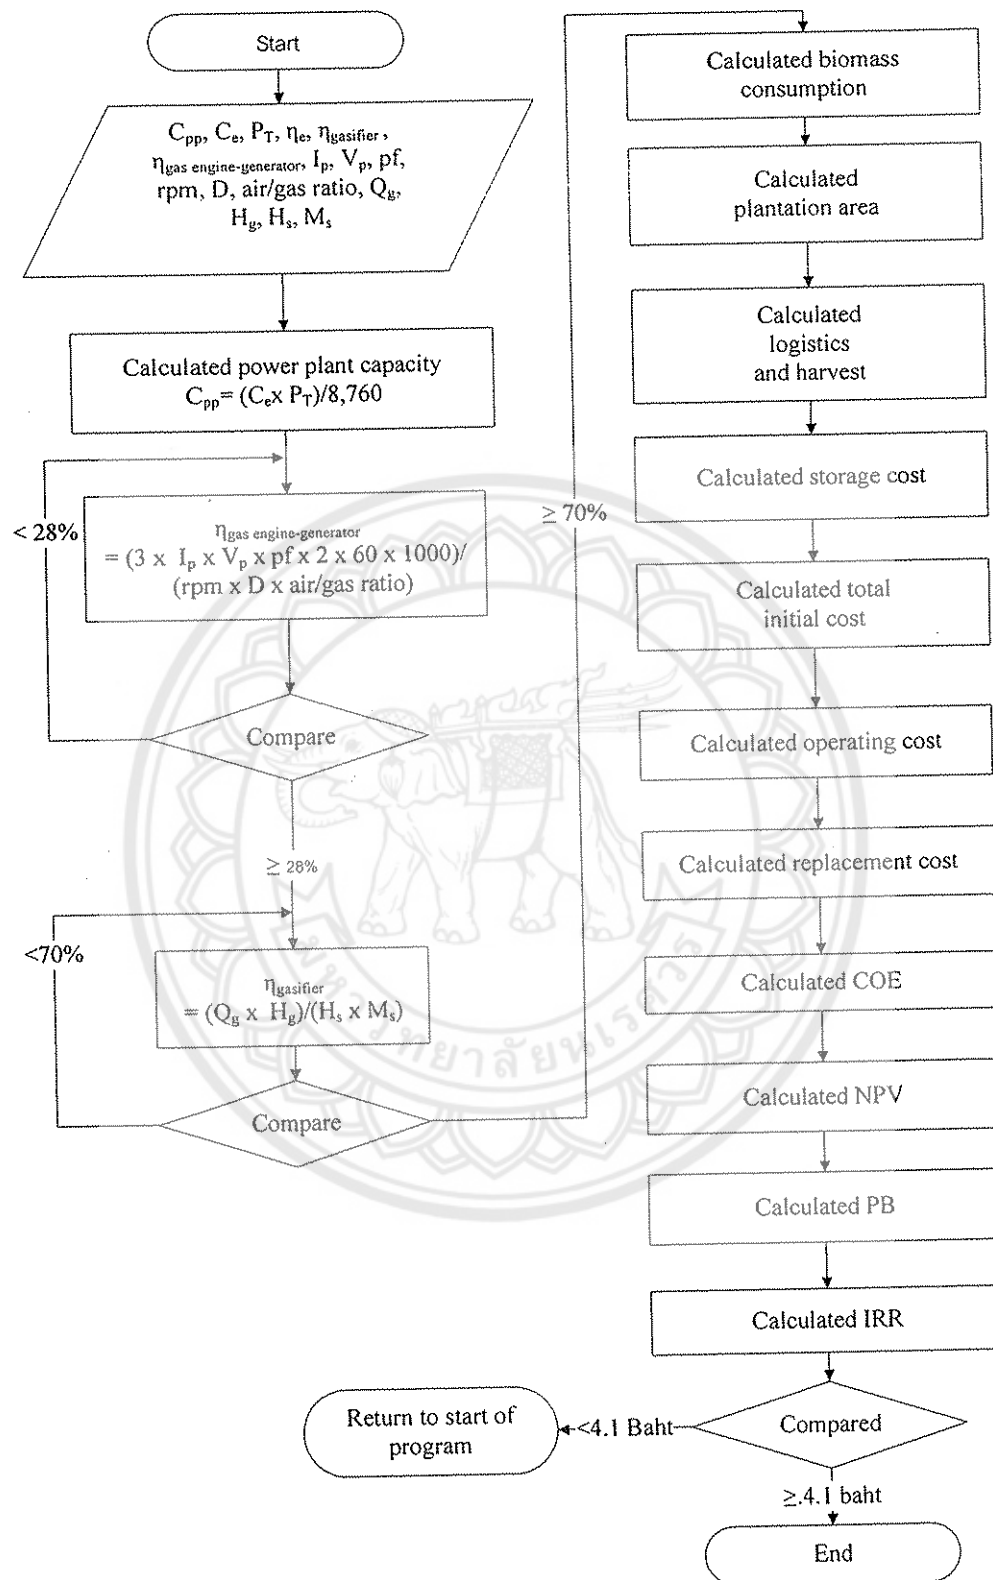 Start
C_pp, C_e, P_T, η_e, η_gasifier,
η_gas engine-generator, I_p, V_p, pf,
rpm, D, air/gas ratio, Q_g,
H_g, H_s, M_s
Calculated power plant capacity
C_pp= (C_ex P_T)/8,760
< 28%
η_gas engine-generator
= (3 x I_p x V_p x pf x 2 x 60 x 1000)/
(rpm x D x air/gas ratio)
Compare
≥ 28%
<70%
η_gasifier
= (Q_g x H_g)/(H_s x M_s)
Compare
≥ 70%
Calculated biomass
consumption
Calculated
plantation area
Calculated
logistics
and harvest
Calculated storage cost
Calculated total
initial cost
Calculated operating cost
Calculated replacement cost
Calculated COE
Calculated NPV
Calculated PB
Calculated IRR
Compared
<4.1 Baht
Return to start of
program
≥.4.1 baht
End